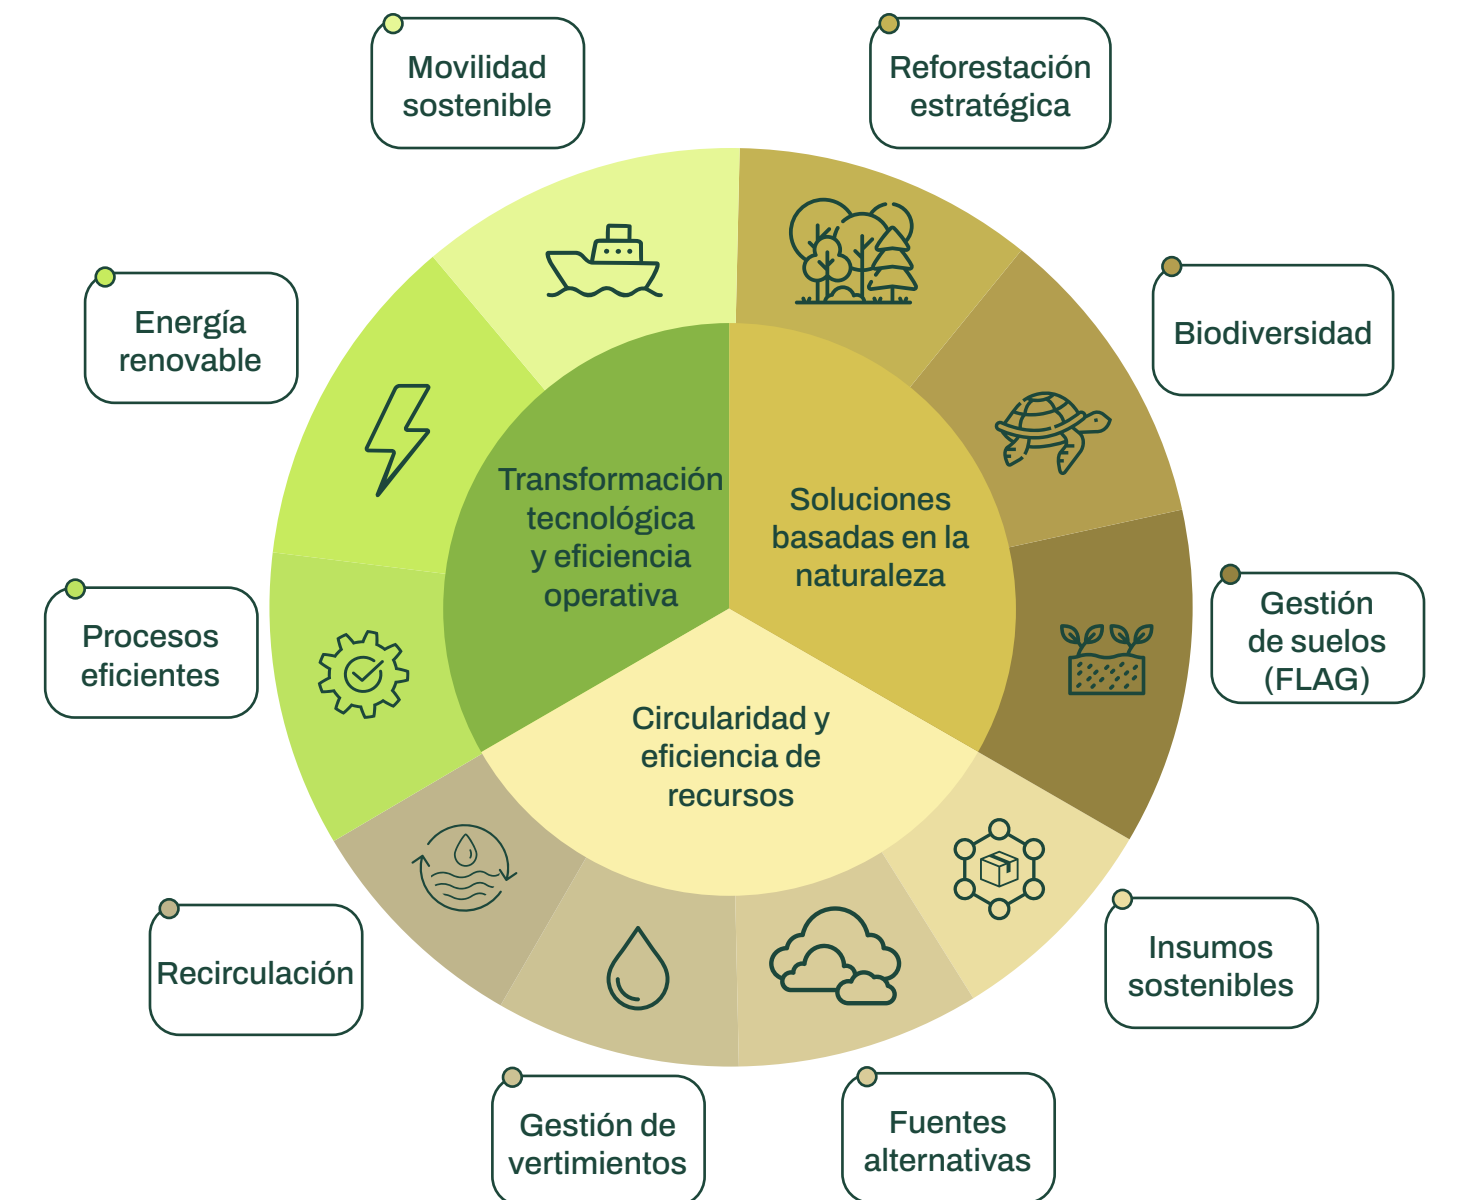 Movilidad
sostenible
Reforestación
estratégica
Energía
renovable
Biodiversidad
Transformación
tecnológica
y eficiencia
operativa
Soluciones
basadas en la
naturaleza
Procesos
eficientes
Gestión
de suelos
(FLAG)
Circularidad y
eficiencia de
recursos
Recirculación
Insumos
sostenibles
Gestión de
vertimientos
Fuentes
alternativas